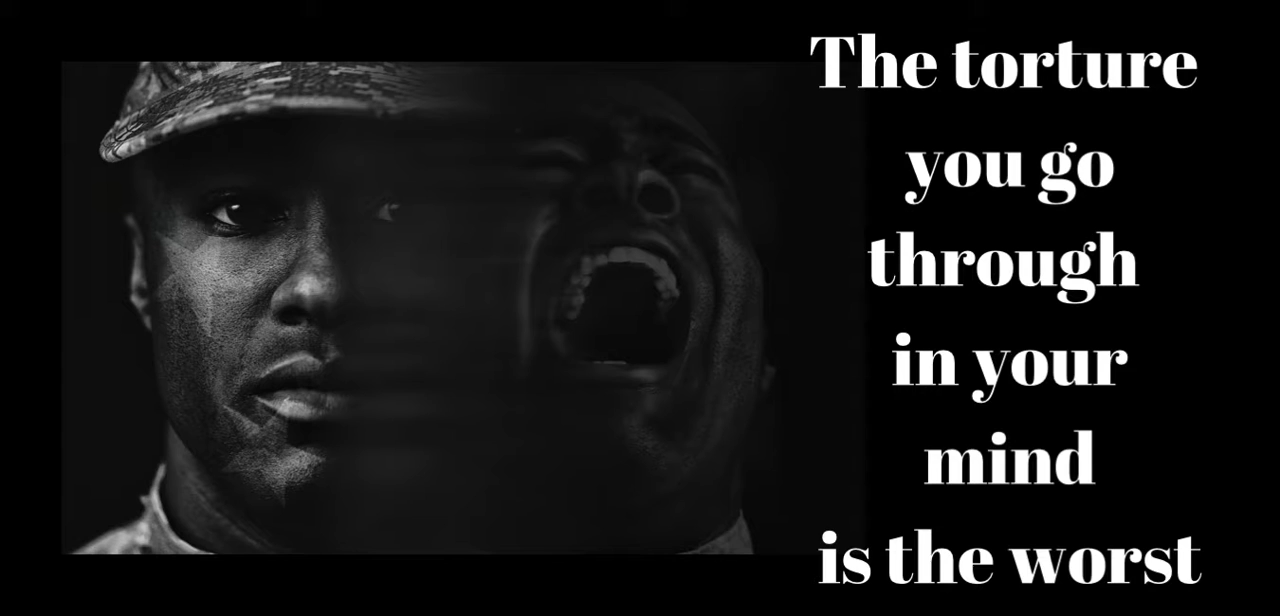 The torture
you go
through
in your
mind
is the worst